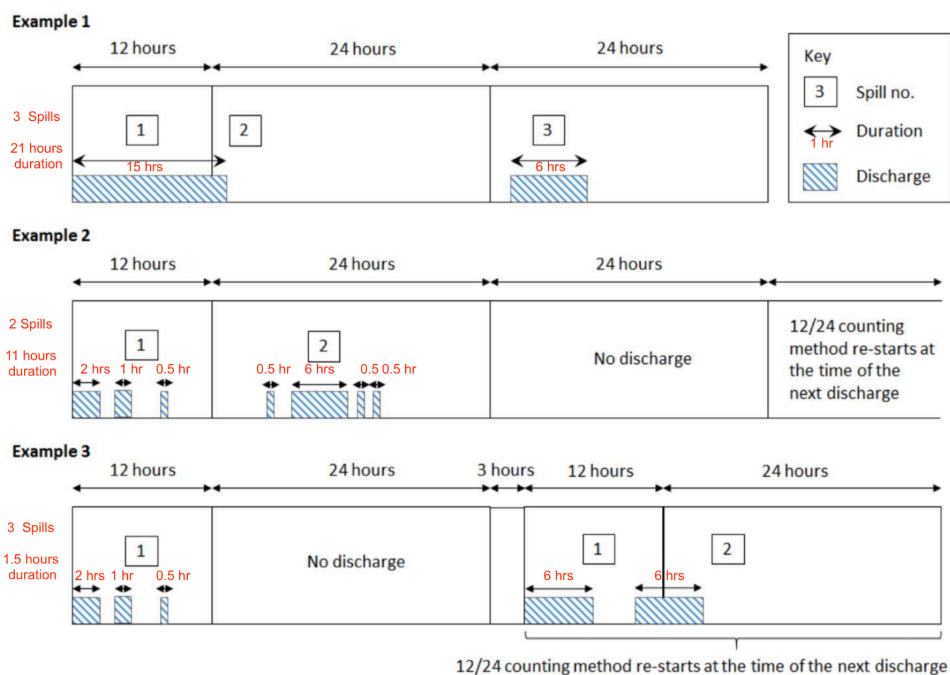 Example 1
12 hours
24 hours
24 hours
3 Spills
21 hours
duration
1
2
3
15 hrs
6 hrs
Key
3
Spill no.
Duration
1 hr
Discharge
Example 2
12 hours
24 hours
24 hours
2 Spills
11 hours
duration
1
2
2 hrs
1 hr
0.5 hr
0.5 hr
6 hrs
0.5
0.5 hr
No discharge
12/24 counting
method re-starts at
the time of the
next discharge
Example 3
12 hours
24 hours
3 hours
12 hours
24 hours
3 Spills
1.5 hours
duration
1
2 hrs
1 hr
0.5 hr
No discharge
1
2
6 hrs
6 hrs
12/24 counting method re-starts at the time of the next discharge